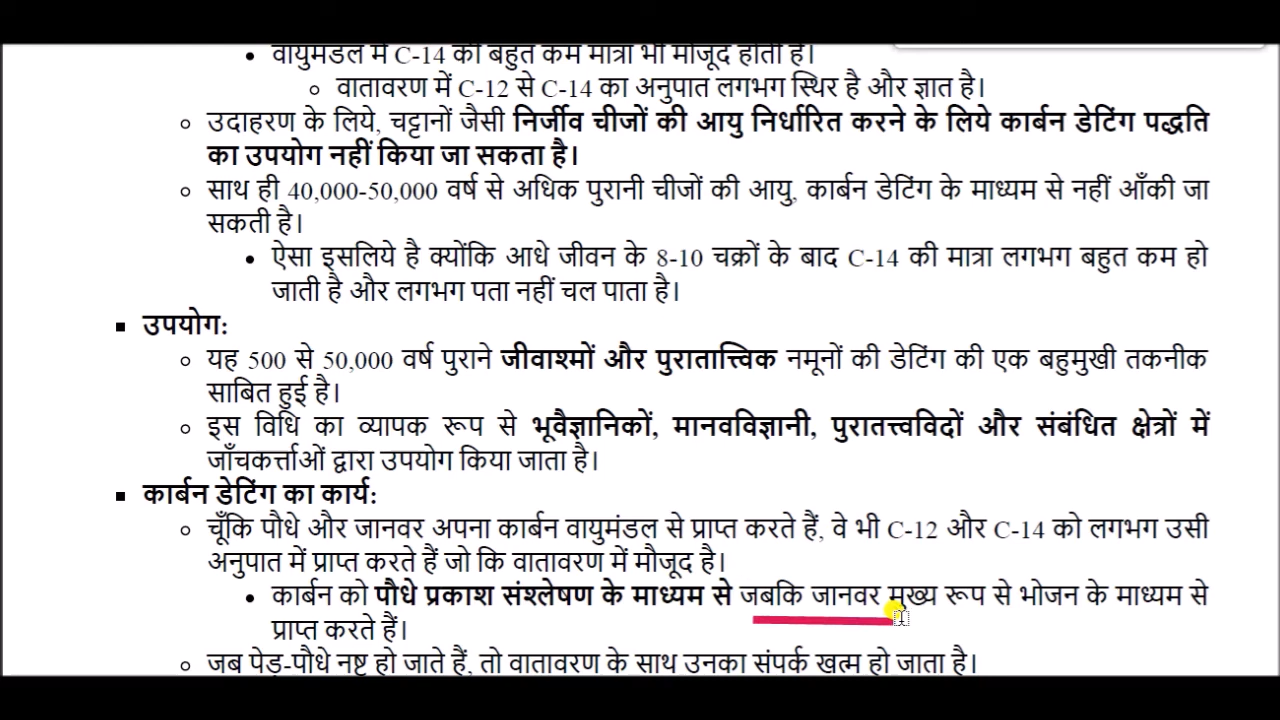 वायुमंडल में C-14 की बहुत कम मात्रा भी मौजूद होती है।
वातावरण में C-12 से C-14 का अनुपात लगभग स्थिर है और ज्ञात है।
उदाहरण के लिये, चट्टानों जैसी निर्जीव चीजों की आयु निर्धारित करने के लिये कार्बन डेटिंग पद्धति
का उपयोग नहीं किया जा सकता है।
साथ ही 40,000-50,000 वर्ष से अधिक पुरानी चीजों की आयु, कार्बन डेटिंग के माध्यम से नहीं आँकी जा
सकती है।
ऐसा इसलिये है क्योंकि आधे जीवन के 8-10 चक्रों के बाद C-14 की मात्रा लगभग बहुत कम हो
जाती है और लगभग पता नहीं चल पाता है।
उपयोग:
यह 500 से 50,000 वर्ष पुराने जीवाश्मों और पुरातात्त्विक नमूनों की डेटिंग की एक बहुमुखी तकनीक
साबित हुई है।
इस विधि का व्यापक रूप से भूवैज्ञानिकों, मानवविज्ञानी, पुरातत्त्वविदों और संबंधित क्षेत्रों में
जाँचकर्त्ताओं द्वारा उपयोग किया जाता है।
कार्बन डेटिंग का कार्य:
चूँकि पौधे और जानवर अपना कार्बन वायुमंडल से प्राप्त करते हैं, वे भी C-12 और C-14 को लगभग उसी
अनुपात में प्राप्त करते हैं जो कि वातावरण में मौजूद है।
कार्बन को पौधे प्रकाश संश्लेषण के माध्यम से जबकि जानवर मुख्य रूप से भोजन के माध्यम से
प्राप्त करते हैं।
जब पेड़-पौधे नष्ट हो जाते हैं, तो वातावरण के साथ उनका संपर्क खत्म हो जाता है।